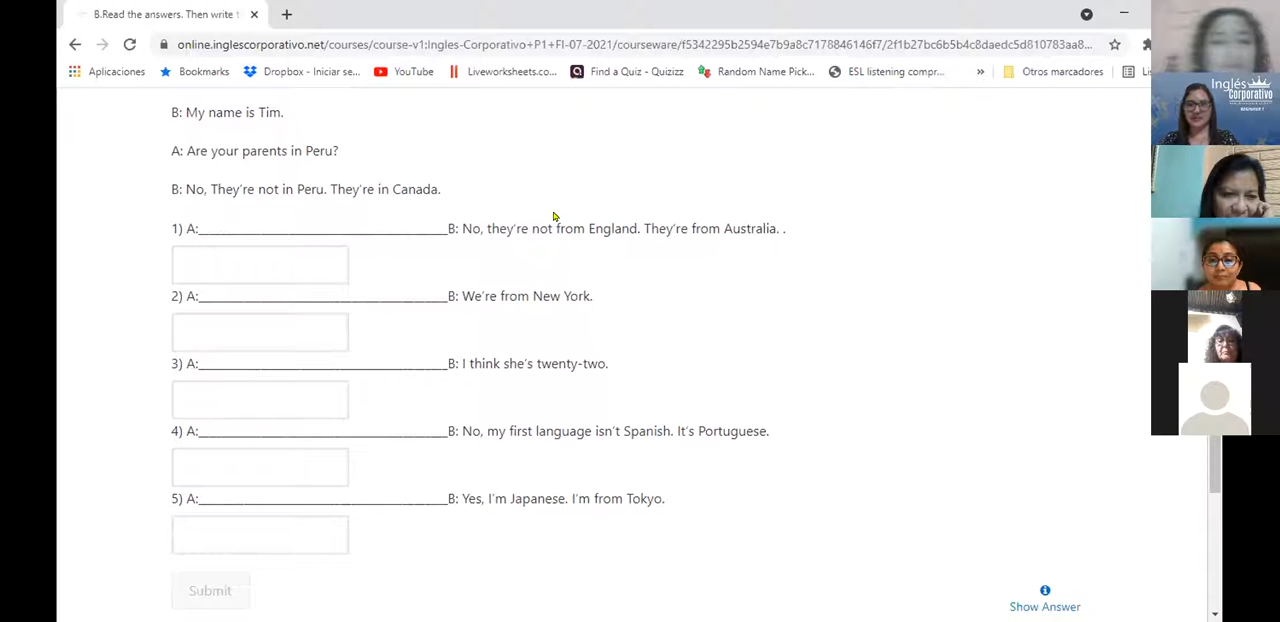 B.Read the answers. Then write t
online.inglescorporativo.net/courses/course-v1:Ingles-Corporativo+P1+FI-07-2021/courseware/f5342295b2594e7b9a8c7178846146f7/2f1b27bc6b5b4c8daedc5d810783aa8...
Aplicaciones Bookmarks Dropbox - Iniciar se... YouTube Liveworksheets.co... Find a Quiz - Quizizz Random Name Pick... ESL listening compr... » Otros marcadores
Inglés
Corporativo
BEGINNER 1
B: My name is Tim.
A: Are your parents in Peru?
B: No, They're not in Peru. They're in Canada.
1) A:________________________________B: No, they're not from England. They're from Australia. .
2) A:________________________________B: We're from New York.
3) A:________________________________B: I think she's twenty-two.
4) A:________________________________B: No, my first language isn't Spanish. It's Portuguese.
5) A:________________________________B: Yes, I'm Japanese. I'm from Tokyo.
Submit
Show Answer